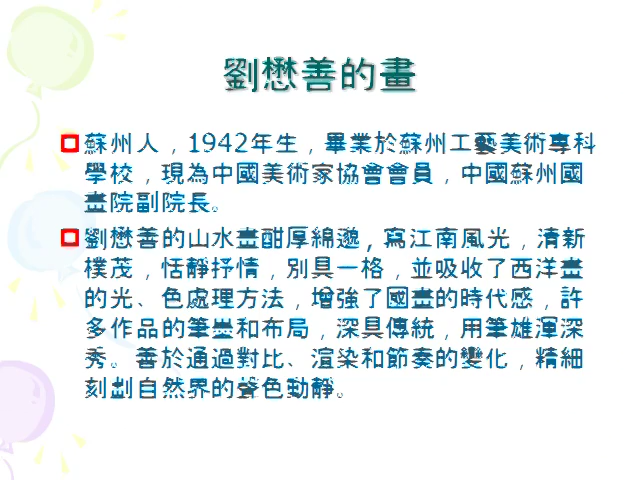 劉懋善的畫
蘇州人，1942年生，畢業於蘇州工藝美術專科
學校，現為中國美術家協會會員，中國蘇州國
畫院副院長。
劉懋善的山水畫酣厚綿邈，寫江南風光，清新
樸茂，恬靜抒情，別具一格，並吸收了西洋畫
的光、色處理方法，增強了國畫的時代感，許
多作品的筆墨和布局，深具傳統，用筆雄渾深
秀。善於通過對比、渲染和節奏的變化，精細
刻劃自然界的聲色動靜。